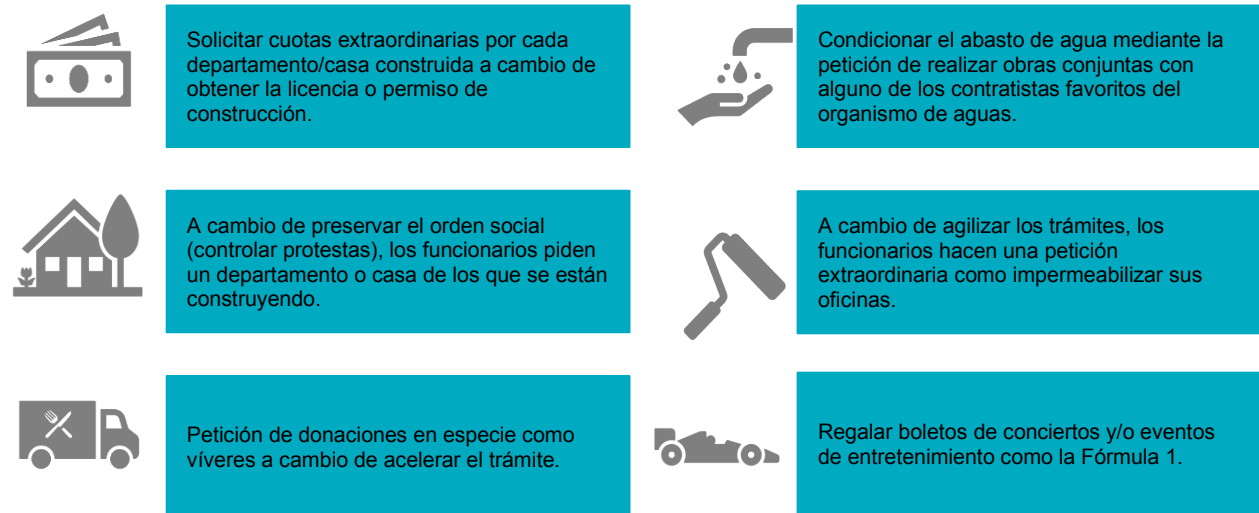 Solicitar cuotas extraordinarias por cada
departamento/casa construida a cambio de
obtener la licencia o permiso de
construcción.
Condicionar el abasto de agua mediante la
petición de realizar obras conjuntas con
alguno de los contratistas favoritos del
organismo de aguas.
A cambio de preservar el orden social
(controlar protestas), los funcionarios piden
un departamento o casa de los que se están
construyendo.
A cambio de agilizar los trámites, los
funcionarios hacen una petición
extraordinaria como impermeabilizar sus
oficinas.
Petición de donaciones en especie como
víveres a cambio de acelerar el trámite.
Regalar boletos de conciertos y/o eventos
de entretenimiento como la Fórmula 1.